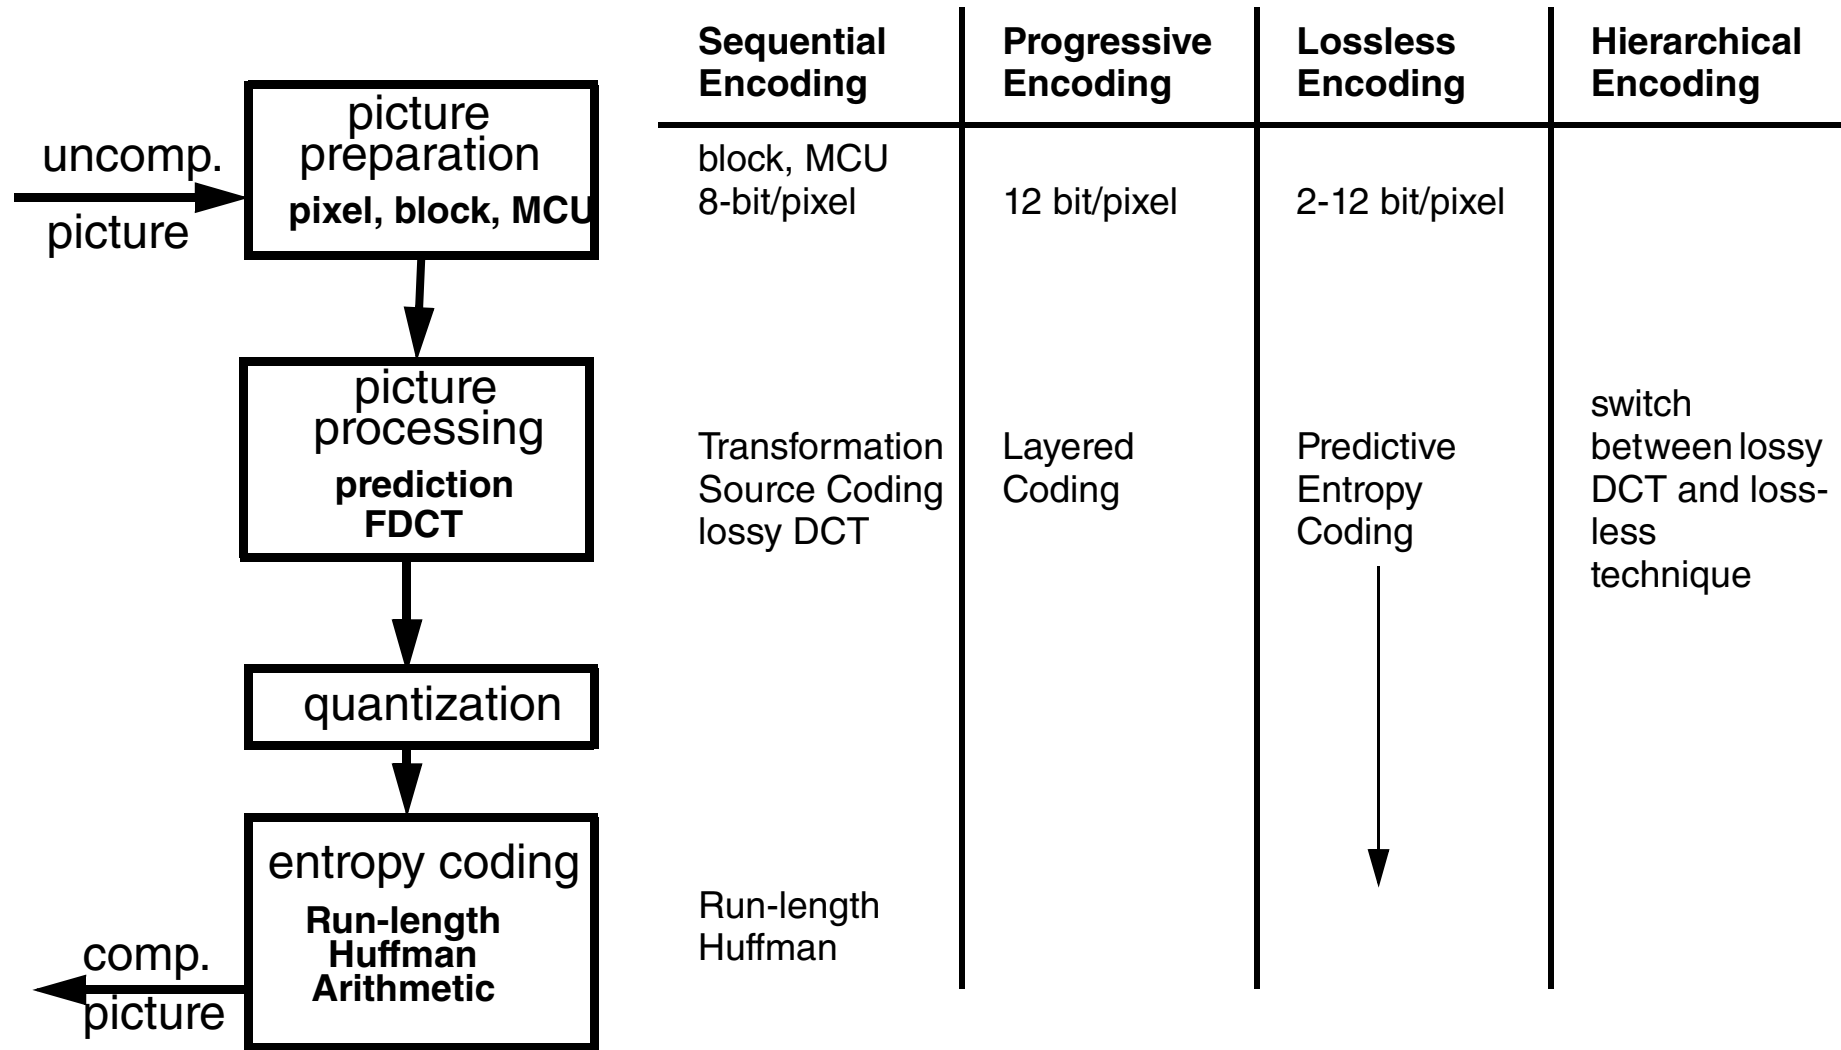 uncomp.
picture
picture
preparation
pixel, block, MCU
picture
processing
prediction
FDCT
quantization
entropy coding
Run-length
Huffman
Arithmetic
comp.
picture
Sequential
Encoding
block, MCU
8-bit/pixel
Transformation
Source Coding
lossy DCT
Run-length
Huffman
Progressive
Encoding
12 bit/pixel
Layered
Coding
Lossless
Encoding
2-12 bit/pixel
Predictive
Entropy
Coding
Hierarchical
Encoding
switch
between lossy
DCT and loss-
less
technique